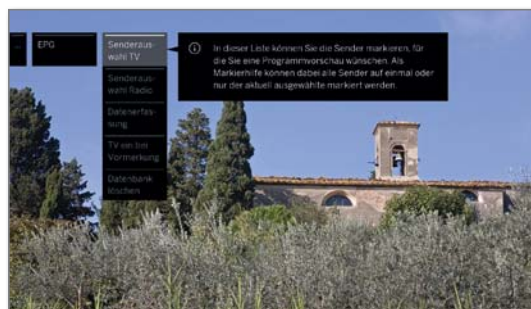 EPG
Senderaus-
wahl TV
Senderaus-
wahl Radio
Datenerfas-
sung
TV ein bei
Vormerkung
Datenbank
löschen
In dieser Liste können Sie die Sender markieren, für
die Sie eine Programmvorschau wünschen. Als
Markierhilfe können dabei alle Sender auf einmal oder
nur der aktuell ausgewählte markiert werden.